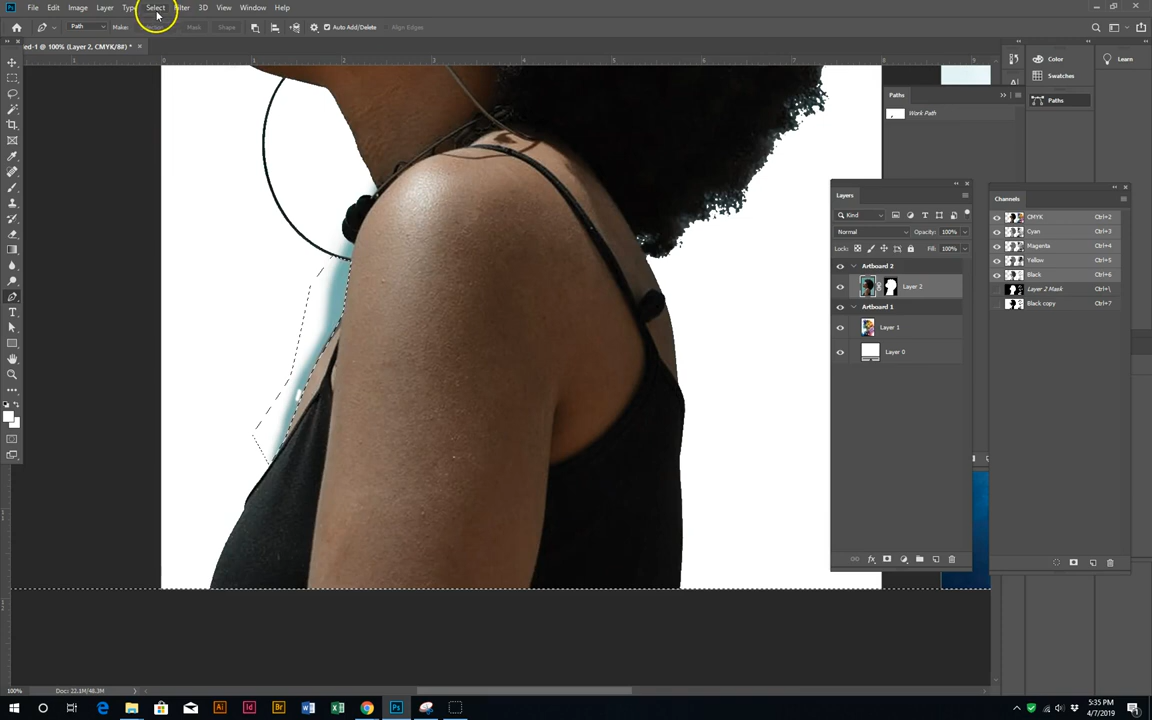 File Edit Image Layer Type Select Filter 3D View Window Help
Path Make: Selection Mask Shape Auto Add/Delete Align Edges
ed-1 @ 100% (Layer 2, CMYK/8#) *
Color
Learn
Swatches
Paths
Paths
Work Path
Layers
Channels
Kind
CMYK Ctrl+2
Normal Opacity: 100%
Cyan Ctrl+3
Magenta Ctrl+4
Lock: Fill: 100%
Yellow Ctrl+5
Artboard 2
Black Ctrl+6
Layer 2
Layer 2 Mask Ctrl+\
Artboard 1
Black copy Ctrl+7
Layer 1
Layer 0
100% Doc: 22.1M/48.3M
5:35 PM
4/7/2019